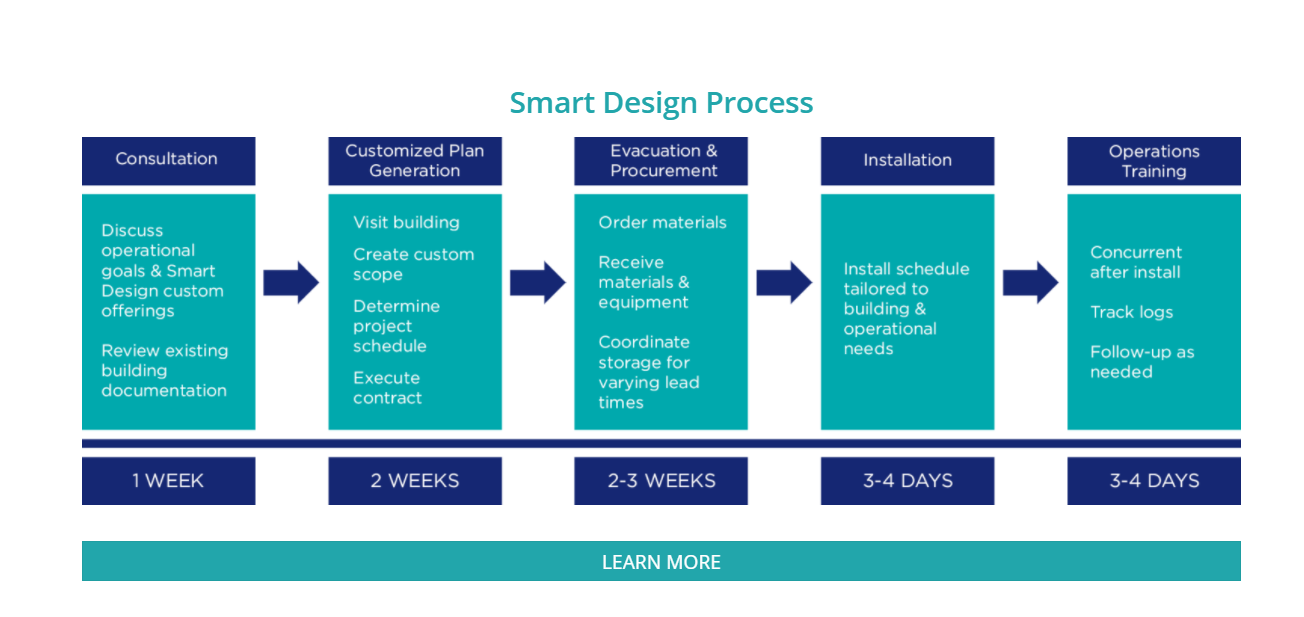 Smart Design Process
Consultation
Discuss
operational
goals & Smart
Design custom
offerings
Review existing
building
documentation
1 WEEK
Customized Plan
Generation
Visit building
Create custom
scope
Determine
project
schedule
Execute
contract
2 WEEKS
Evacuation &
Procurement
Order materials
Receive
materials &
equipment
Coordinate
storage for
varying lead
times
2-3 WEEKS
Installation
Install schedule
tailored to
building &
operational
needs
3-4 DAYS
Operations
Training
Concurrent
after install
Track logs
Follow-up as
needed
3-4 DAYS
LEARN MORE